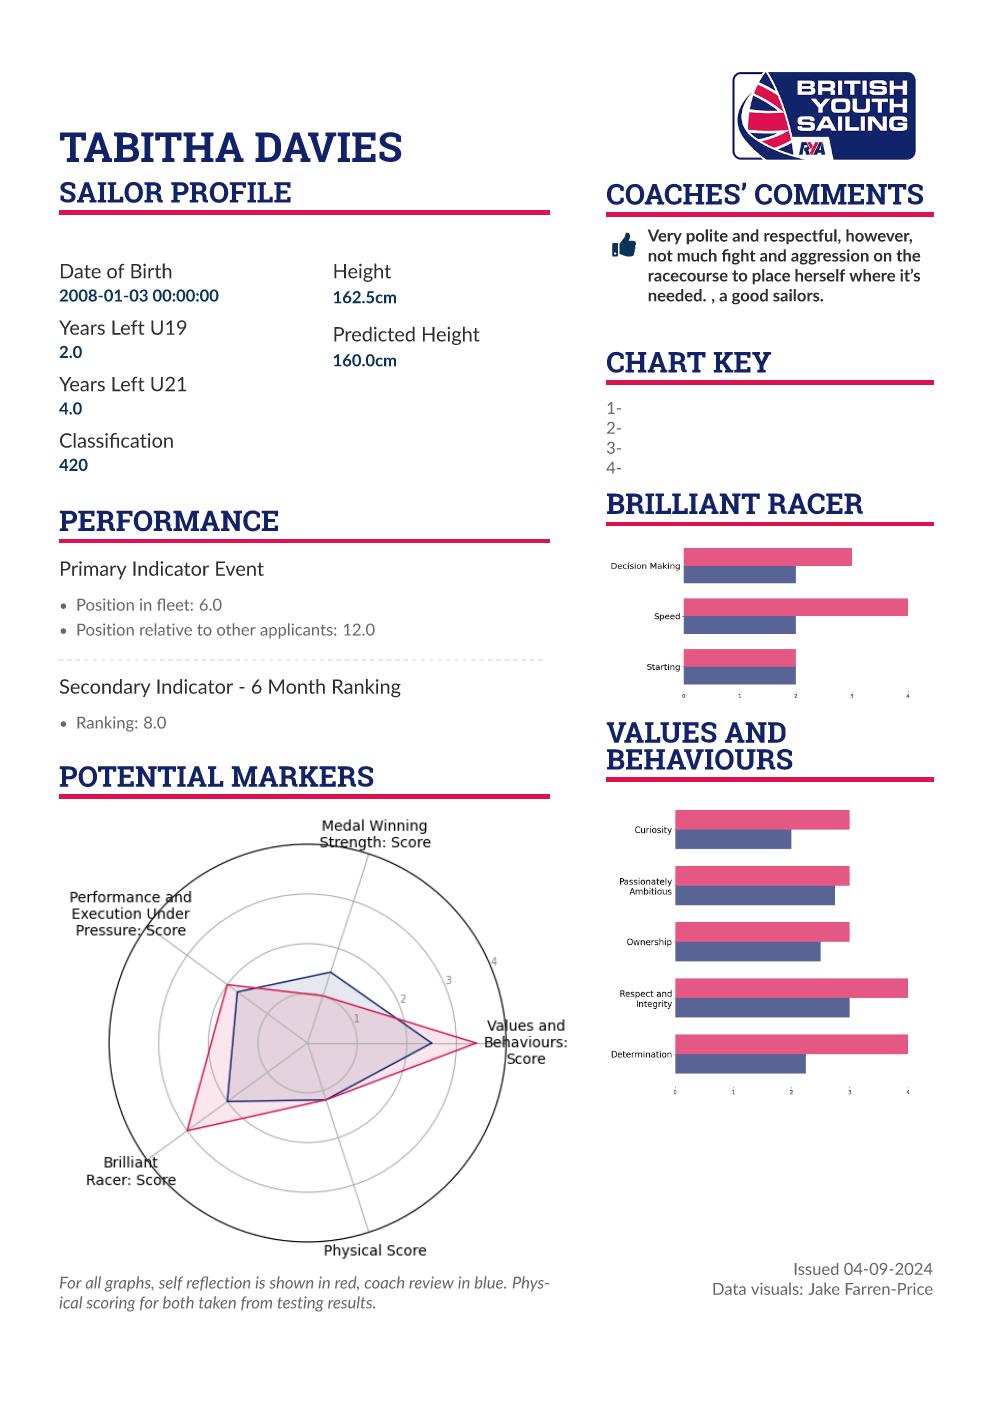 BRITISH
YOUTH
SAILING
RYA
TABITHA DAVIES
SAILOR PROFILE
Date of Birth
2008-01-03 00:00:00
Years Left U19
2.0
Years Left U21
4.0
Classification
420
Height
162.5cm
Predicted Height
160.0cm
PERFORMANCE
Primary Indicator Event
• Position in fleet: 6.0
• Position relative to other applicants: 12.0
Secondary Indicator - 6 Month Ranking
• Ranking: 8.0
POTENTIAL MARKERS
Medal Winning
Strength: Score
Performance and
Execution Under
Pressure: Score
4
3
2
1
Values and
Behaviours:
Score
Brilliant
Racer: Score
Physical Score
For all graphs, self reflection is shown in red, coach review in blue. Phys-
ical scoring for both taken from testing results.
COACHES’ COMMENTS
Very polite and respectful, however,
not much fight and aggression on the
racecourse to place herself where it’s
needed. , a good sailors.
CHART KEY
1-
2-
3-
4-
BRILLIANT RACER
Decision Making
Speed
Starting
0 1 2 3 4
VALUES AND
BEHAVIOURS
Curiosity
Passionately
Ambitious
Ownership
Respect and
Integrity
Determination
0 1 2 3 4
Issued 04-09-2024
Data visuals: Jake Farren-Price